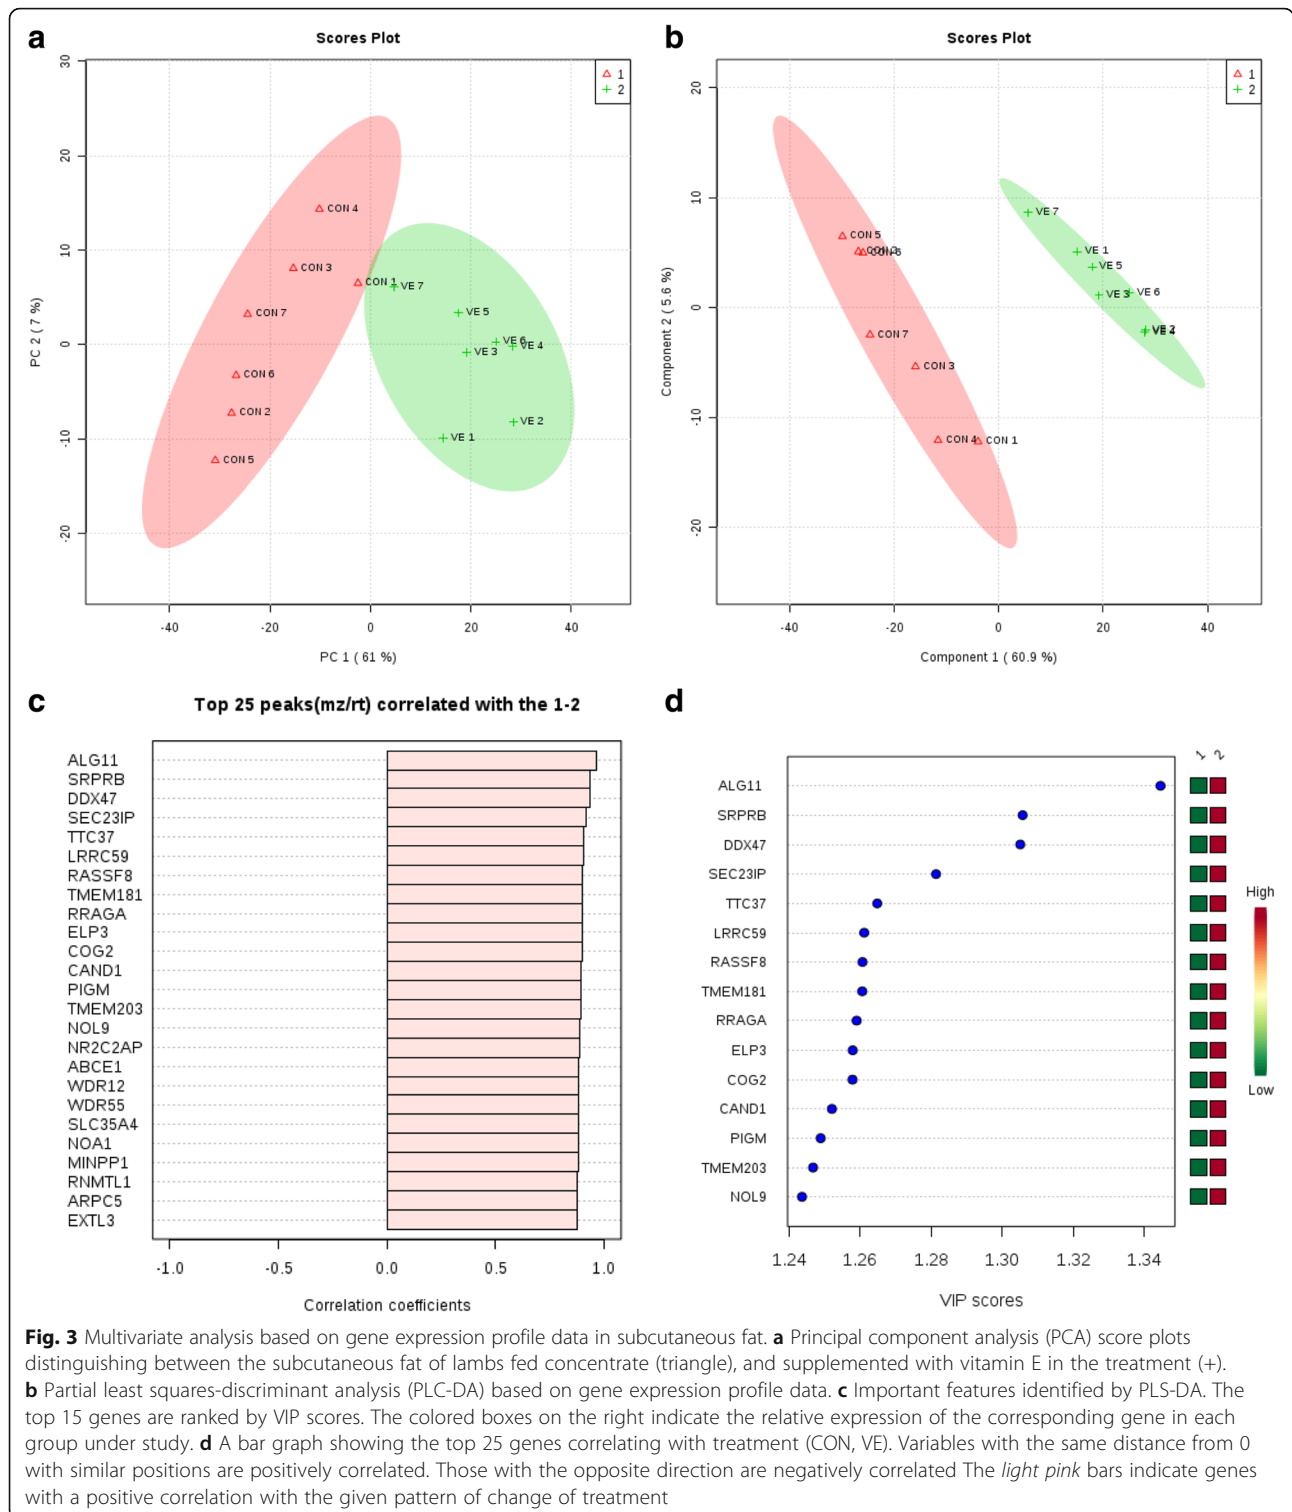 a
Scores Plot
1
2
30
20
10
0
-10
-20
PC 2 ( 7 %)
CON 4
CON 3
CON 1
CON 7
CON 6
CON 2
CON 5
VE 7
VE 5
VE 6
VE 4
VE 3
VE 2
VE 1
-40
-20
0
20
40
PC 1 ( 61 %)
b
Scores Plot
1
2
20
10
0
-10
-20
Component 2 ( 5.6 %)
CON 5
CON 6
CON 7
CON 3
CON 4
CON 1
VE 7
VE 1
VE 5
VE 3
VE 6
VE 2
VE 4
-40
-20
0
20
40
Component 1 ( 60.9 %)
c
Top 25 peaks(mz/rt) correlated with the 1-2
ALG11
SRPRB
DDX47
SEC23IP
TTC37
LRRC59
RASSF8
TMEM181
RRAGA
ELP3
COG2
CAND1
PIGM
TMEM203
NOL9
NR2C2AP
ABCE1
WDR12
WDR55
SLC35A4
NOA1
MINPP1
RNMTL1
ARPC5
EXTL3
-1.0
-0.5
0.0
0.5
1.0
Correlation coefficients
d
1
2
ALG11
SRPRB
DDX47
SEC23IP
TTC37
LRRC59
RASSF8
TMEM181
RRAGA
ELP3
COG2
CAND1
PIGM
TMEM203
NOL9
High
Low
1.24
1.26
1.28
1.30
1.32
1.34
VIP scores
Fig. 3 Multivariate analysis based on gene expression profile data in subcutaneous fat. a Principal component analysis (PCA) score plots
distinguishing between the subcutaneous fat of lambs fed concentrate (triangle), and supplemented with vitamin E in the treatment (+).
b Partial least squares-discriminant analysis (PLC-DA) based on gene expression profile data. c Important features identified by PLS-DA. The
top 15 genes are ranked by VIP scores. The colored boxes on the right indicate the relative expression of the corresponding gene in each
group under study. d A bar graph showing the top 25 genes correlating with treatment (CON, VE). Variables with the same distance from 0
with similar positions are positively correlated. Those with the opposite direction are negatively correlated The light pink bars indicate genes
with a positive correlation with the given pattern of change of treatment